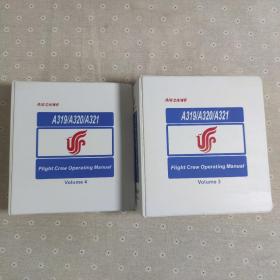 AIR CHINA
A319/A320/A321
Flight Crew Operating Manual
Volume 4
AIR CHINA
A319/A320/A321
Flight Crew Operating Manual
Volume 3